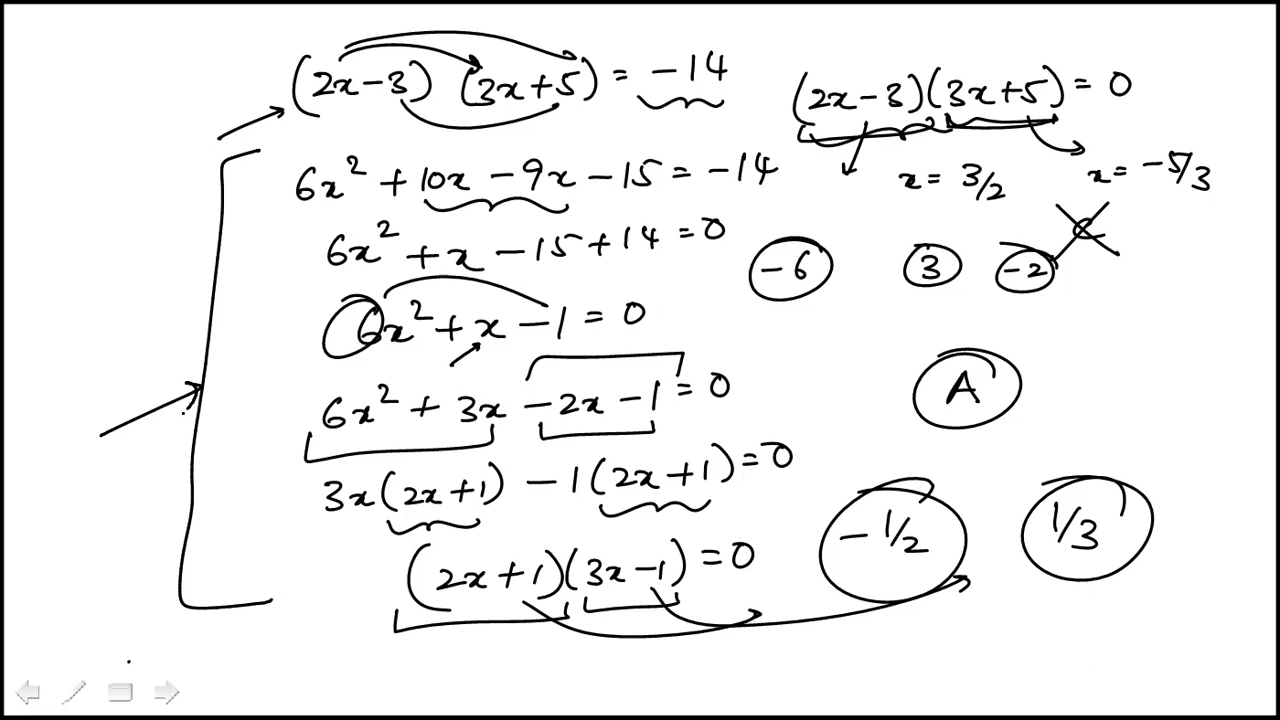 (2x-3) (3x+5) = -14
6x² + 10x - 9x - 15 = -14
6x² + x - 15 + 14 = 0
6x² + x - 1 = 0
6x² + 3x - 2x - 1 = 0
3x(2x+1) - 1(2x+1) = 0
(2x+1)(3x-1) = 0
(2x-3)(3x+5) = 0
x = 3/2 x = -5/3
-6 3 -2 C
A
-1/2 1/3